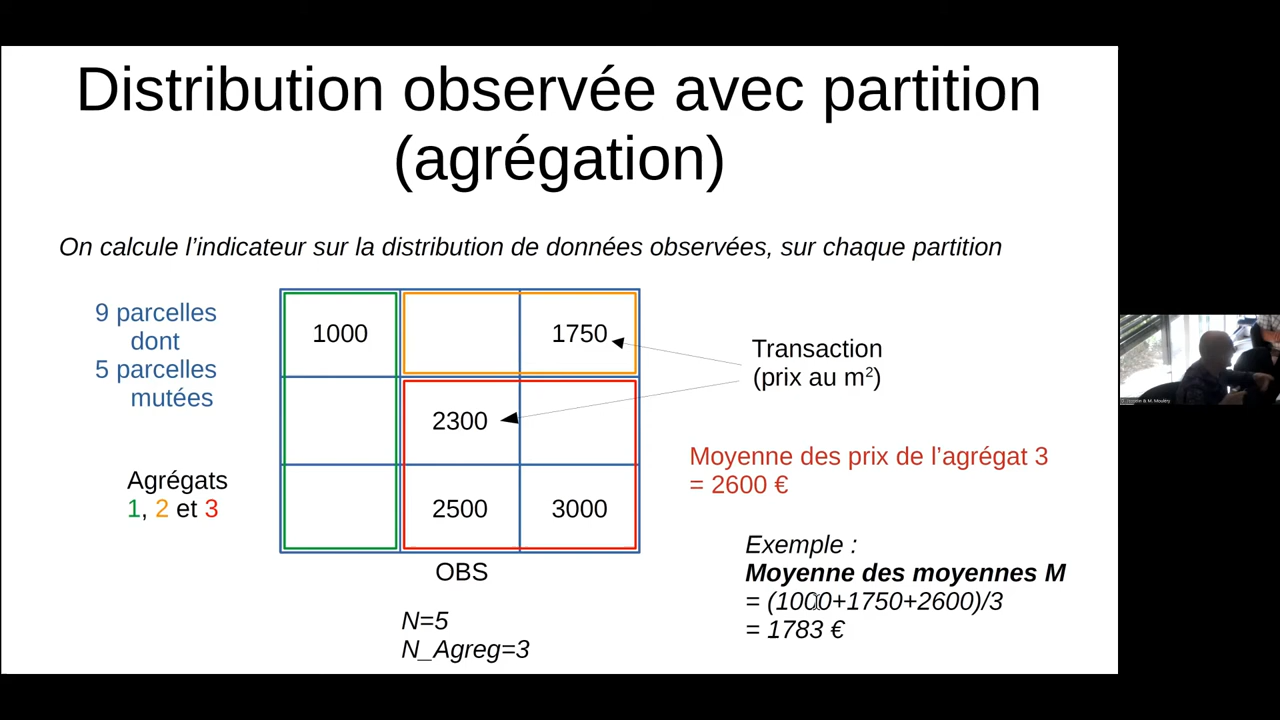 Distribution observée avec partition
(agrégation)
On calcule l’indicateur sur la distribution de données observées, sur chaque partition
9 parcelles
dont
5 parcelles
mutées
Agrégats
1, 2 et 3
1000
1750
2300
2500
3000
OBS
N=5
N_Agreg=3
Transaction
(prix au m²)
Moyenne des prix de l’agrégat 3
= 2600 €
Exemple :
Moyenne des moyennes M
= (1000+1750+2600)/3
= 1783 €